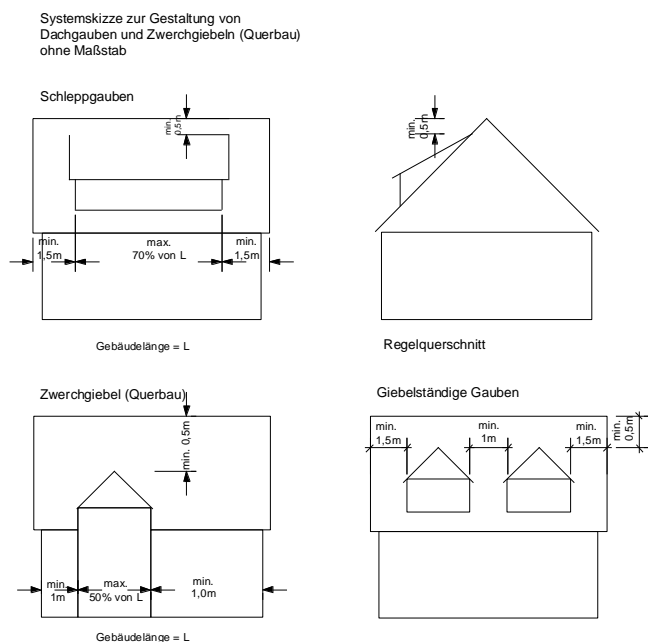 Systemskizze zur Gestaltung von
Dachgauben und Zwerchgiebeln (Querbau)
ohne Maßstab
Schleppgauben
min.
0,5m
min.
1,5m
max.
70% von L
min.
1,5m
Gebäudelänge = L
min.
0,5m
Regelquerschnitt
Zwerchgiebel (Querbau)
min. 0,5m
min.
1m
max.
50% von L
min.
1,0m
Gebäudelänge = L
Giebelständige Gauben
min.
1,5m
min.
1m
min.
1,5m
min.
0,5m